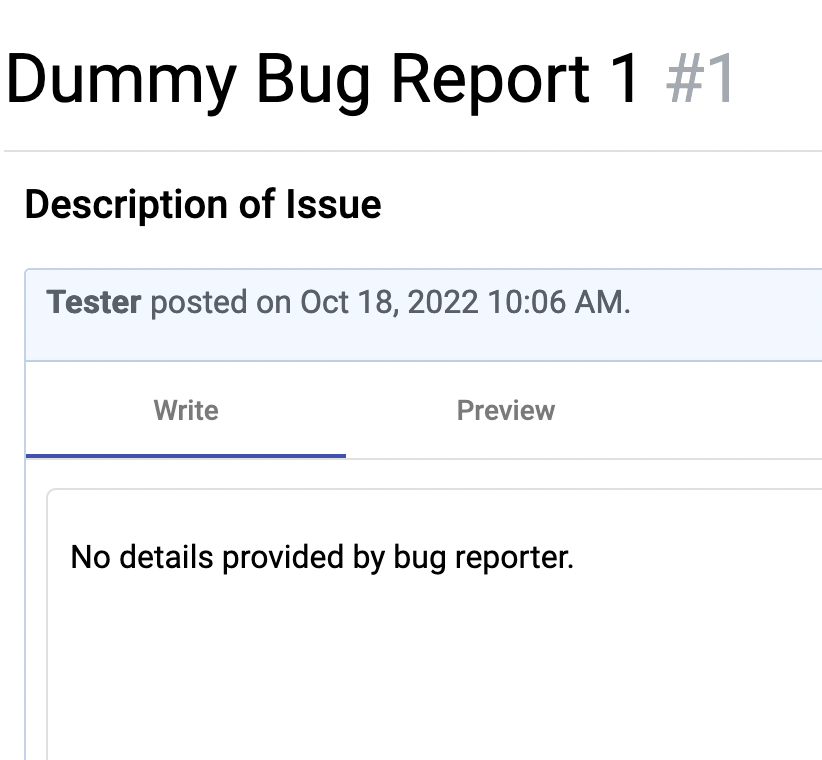 Dummy Bug Report 1 #1
Description of Issue
Tester posted on Oct 18, 2022 10:06 AM.
Write Preview
No details provided by bug reporter.